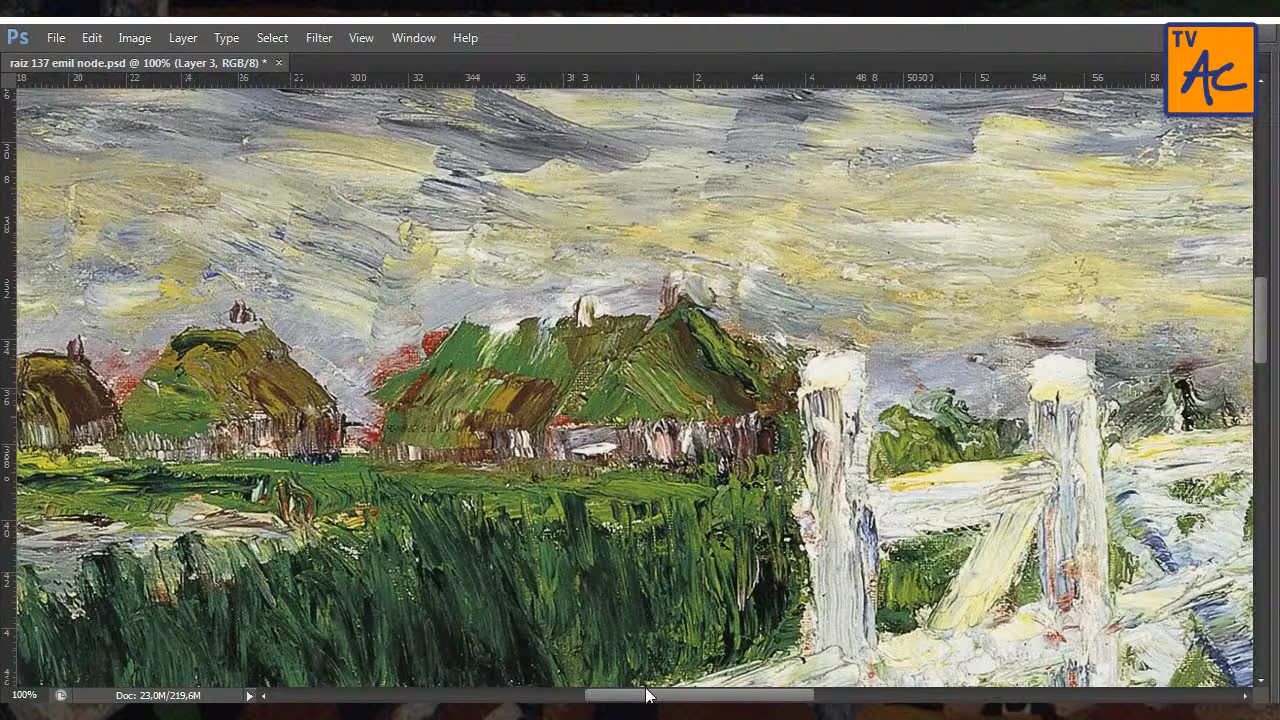 TV
AC
Ps File Edit Image Layer Type Select Filter View Window Help
raiz 137 emil node.psd @ 100% (Layer 3, RGB/8) * ×
100% Doc: 23,0M/219,6M